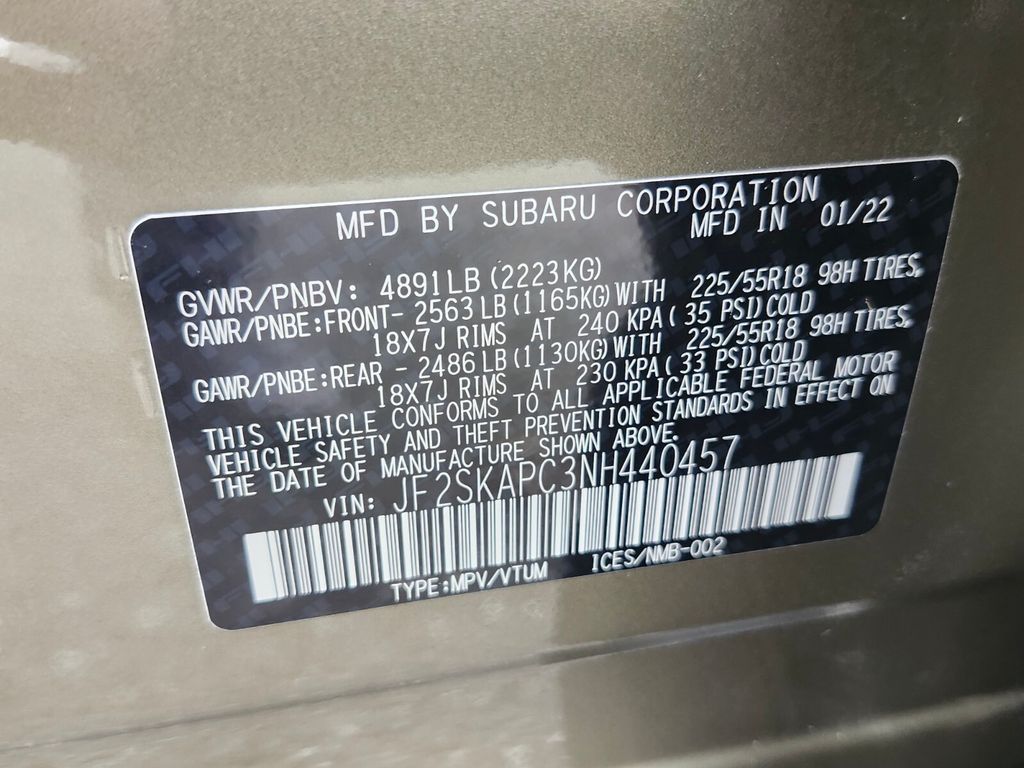 MFD BY SUBARU CORPORATION
MFD IN 01/22
GVWR/PNBV: 4891LB (2223KG)
GAWR/PNBE:FRONT- 2563 LB (1165KG) WITH 225/55R18 98H TIRES,
18X7J RIMS AT 240 KPA ( 35 PSI) COLD
GAWR/PNBE:REAR - 2486 LB (1130KG) WITH 225/55R18 98H TIRES,
18X7J RIMS AT 230 KPA ( 33 PSI) COLD
THIS VEHICLE CONFORMS TO ALL APPLICABLE FEDERAL MOTOR
VEHICLE SAFETY AND THEFT PREVENTION STANDARDS IN EFFECT ON
THE DATE OF MANUFACTURE SHOWN ABOVE.
VIN: JF2SKAPC3NH440457
TYPE:MPV/VTUM ICES/NMB-002